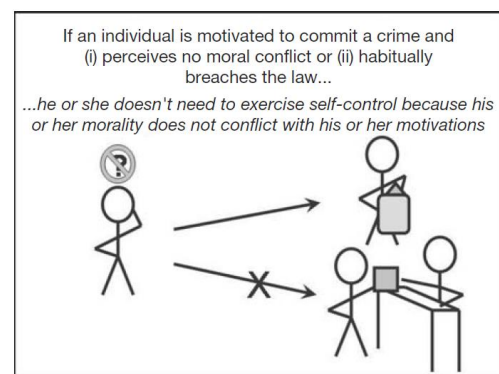 If an individual is motivated to commit a crime and
(i) perceives no moral conflict or (ii) habitually
breaches the law...
...he or she doesn't need to exercise self-control because his
or her morality does not conflict with his or her motivations
?